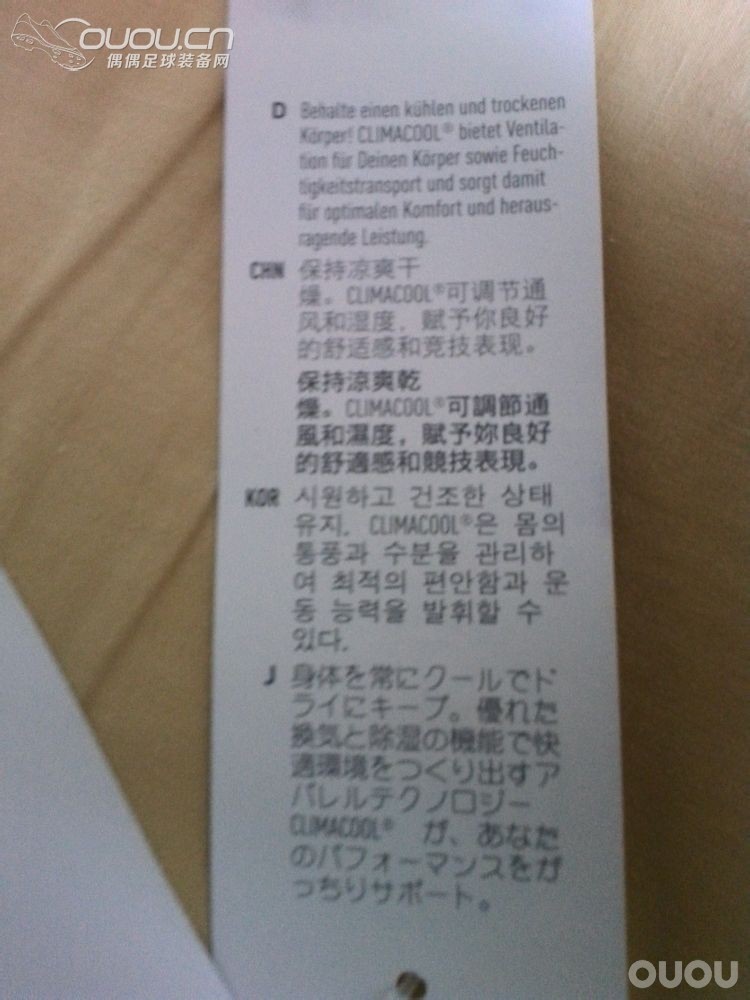 OUOU.CN
偶偶足球装备网
D Behalte einen kühlen und trockenen
Körper! CLIMACOOL® bietet Ventila-
tion für Deinen Körper sowie Feuch-
tigkeitstransport und sorgt damit
für optimalen Komfort und heraus-
ragende Leistung.
CHN 保持凉爽干
燥。CLIMACOOL®可调节通
风和湿度，赋予你良好
的舒适感和竞技表现。
保持涼爽乾
燥。CLIMACOOL®可調節通
風和濕度，賦予妳良好
的舒適感和競技表現。
KOR 시원하고 건조한 상태
유지. CLIMACOOL®은 몸의
통풍과 수분을 관리하
여 최적의 편안함과 운
동 능력을 발휘할 수
있다.
J 身体を常にクールでド
ライにキープ。優れた
換気と除湿の機能で快
適環境をつくり出すア
パレルテクノロジー
CLIMACOOL® が、あなた
のパフォーマンスをが
っちりサポート。
OUOU